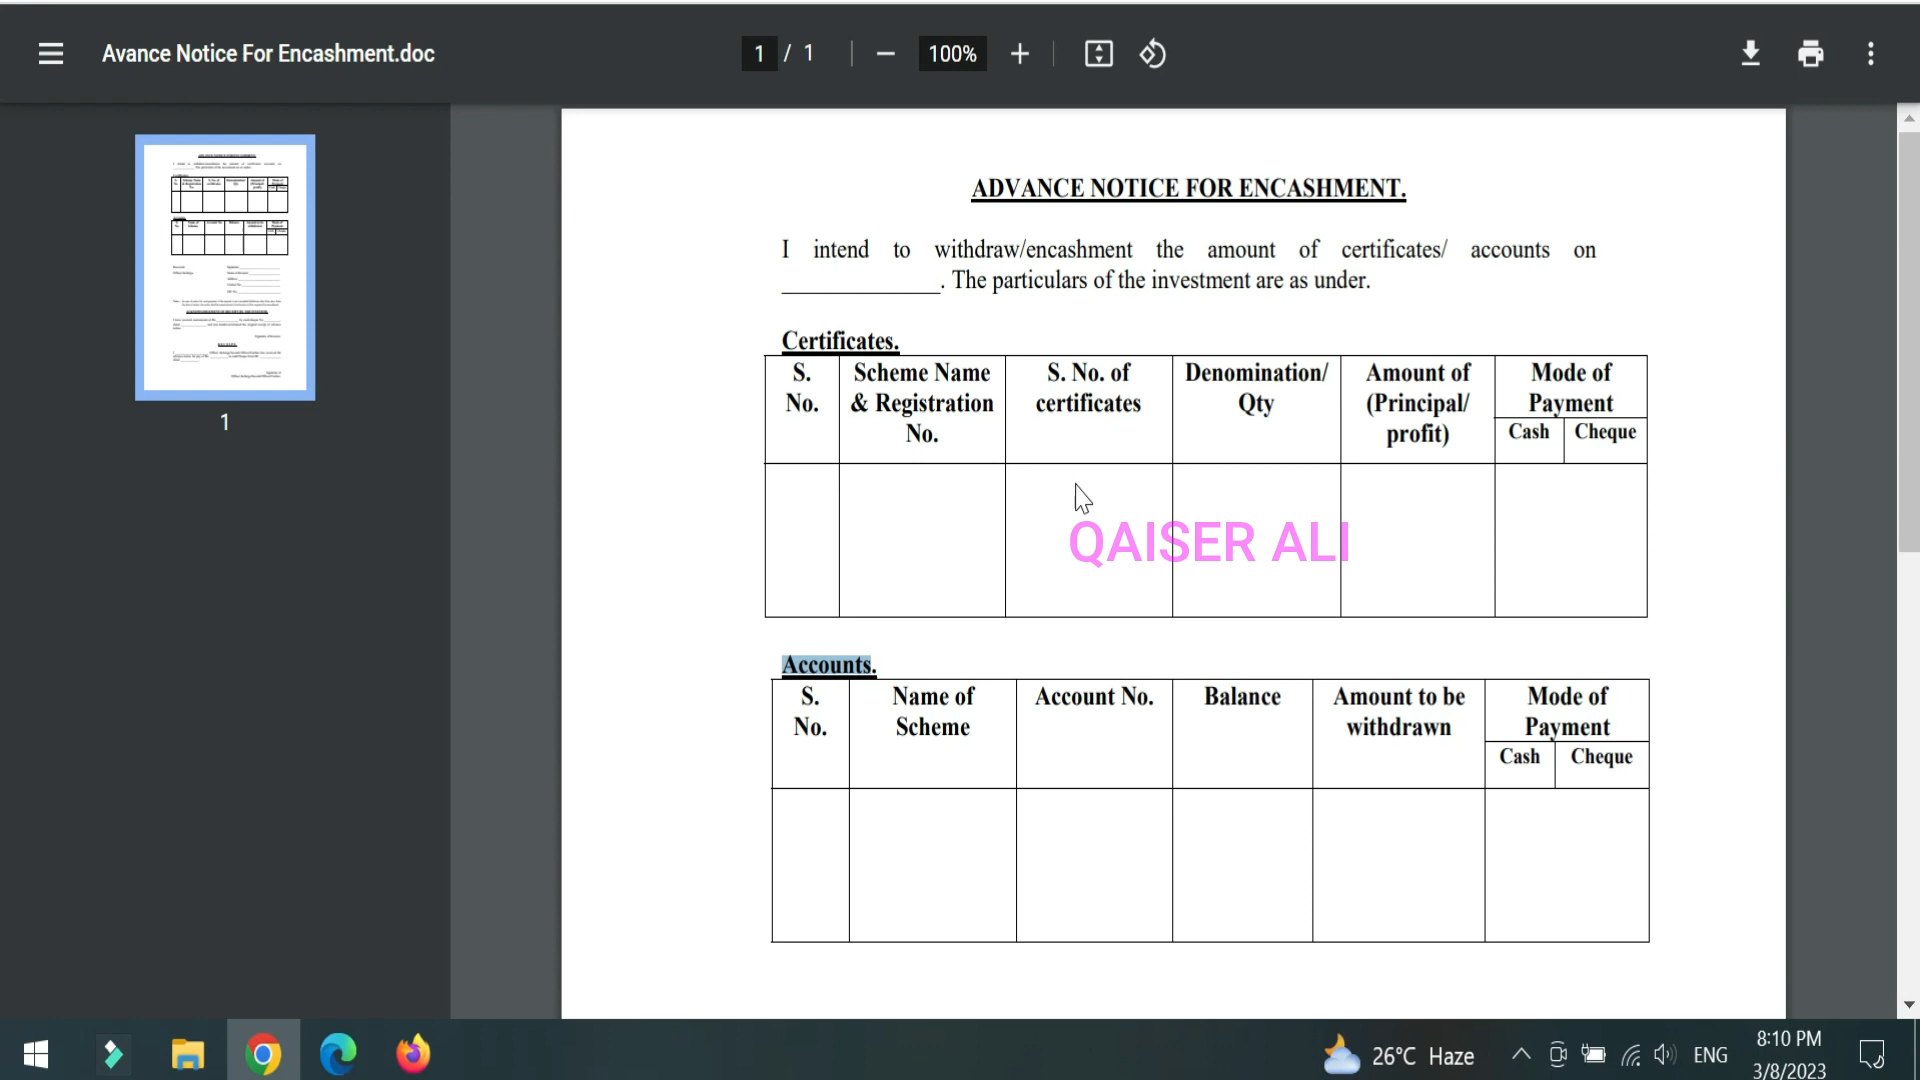 Avance Notice For Encashment.doc
1 / 1
100%
1
ADVANCE NOTICE FOR ENCASHMENT.
I intend to withdraw/encashment the amount of certificates/ accounts on
_______________. The particulars of the investment are as under.
Certificates.
S. No.
Scheme Name & Registration No.
S. No. of certificates
Denomination/ Qty
Amount of (Principal/ profit)
Mode of Payment
Cash
Cheque
QAISER ALI
Accounts.
S. No.
Name of Scheme
Account No.
Balance
Amount to be withdrawn
Mode of Payment
Cash
Cheque
26°C Haze
ENG
8:10 PM
3/8/2023